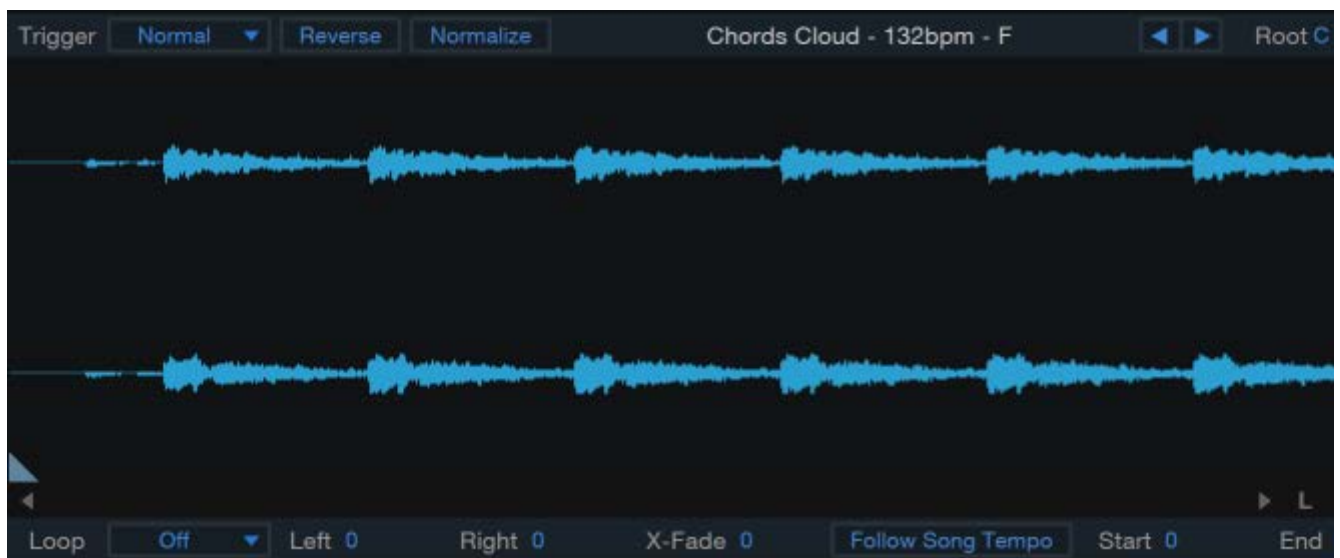 Trigger Normal Reverse Normalize Chords Cloud - 132bpm - F Root C
L
Loop Off Left 0 Right 0 X-Fade 0 Follow Song Tempo Start 0 End